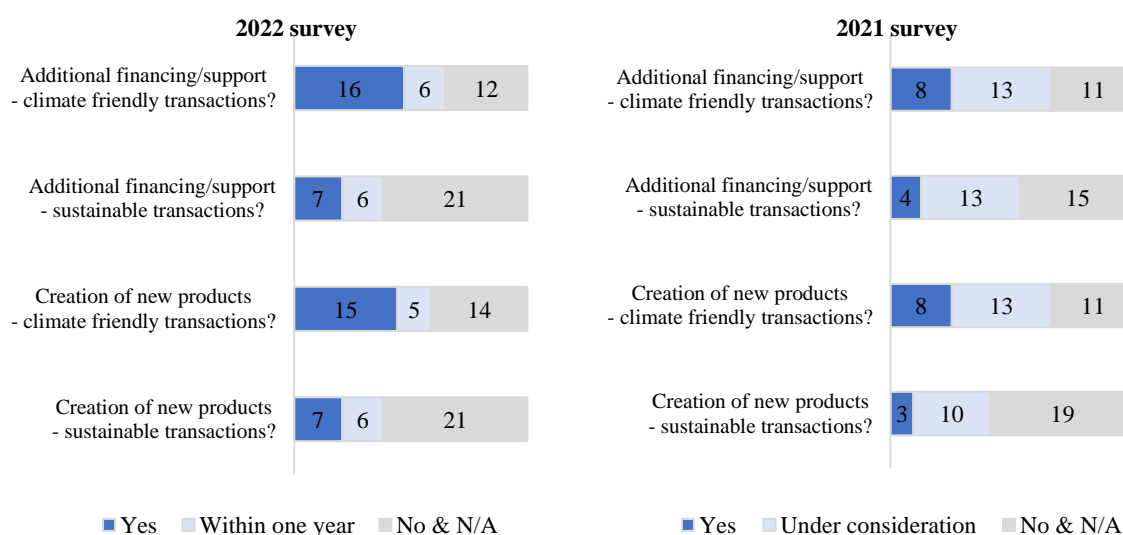 2022 survey
Additional financing/support
- climate friendly transactions?
16 6 12
Additional financing/support
- sustainable transactions?
7 6 21
Creation of new products
- climate friendly transactions?
15 5 14
Creation of new products
- sustainable transactions?
7 6 21
Yes Within one year No & N/A
2021 survey
Additional financing/support
- climate friendly transactions?
8 13 11
Additional financing/support
- sustainable transactions?
4 13 15
Creation of new products
- climate friendly transactions?
8 13 11
Creation of new products
- sustainable transactions?
3 10 19
Yes Under consideration No & N/A